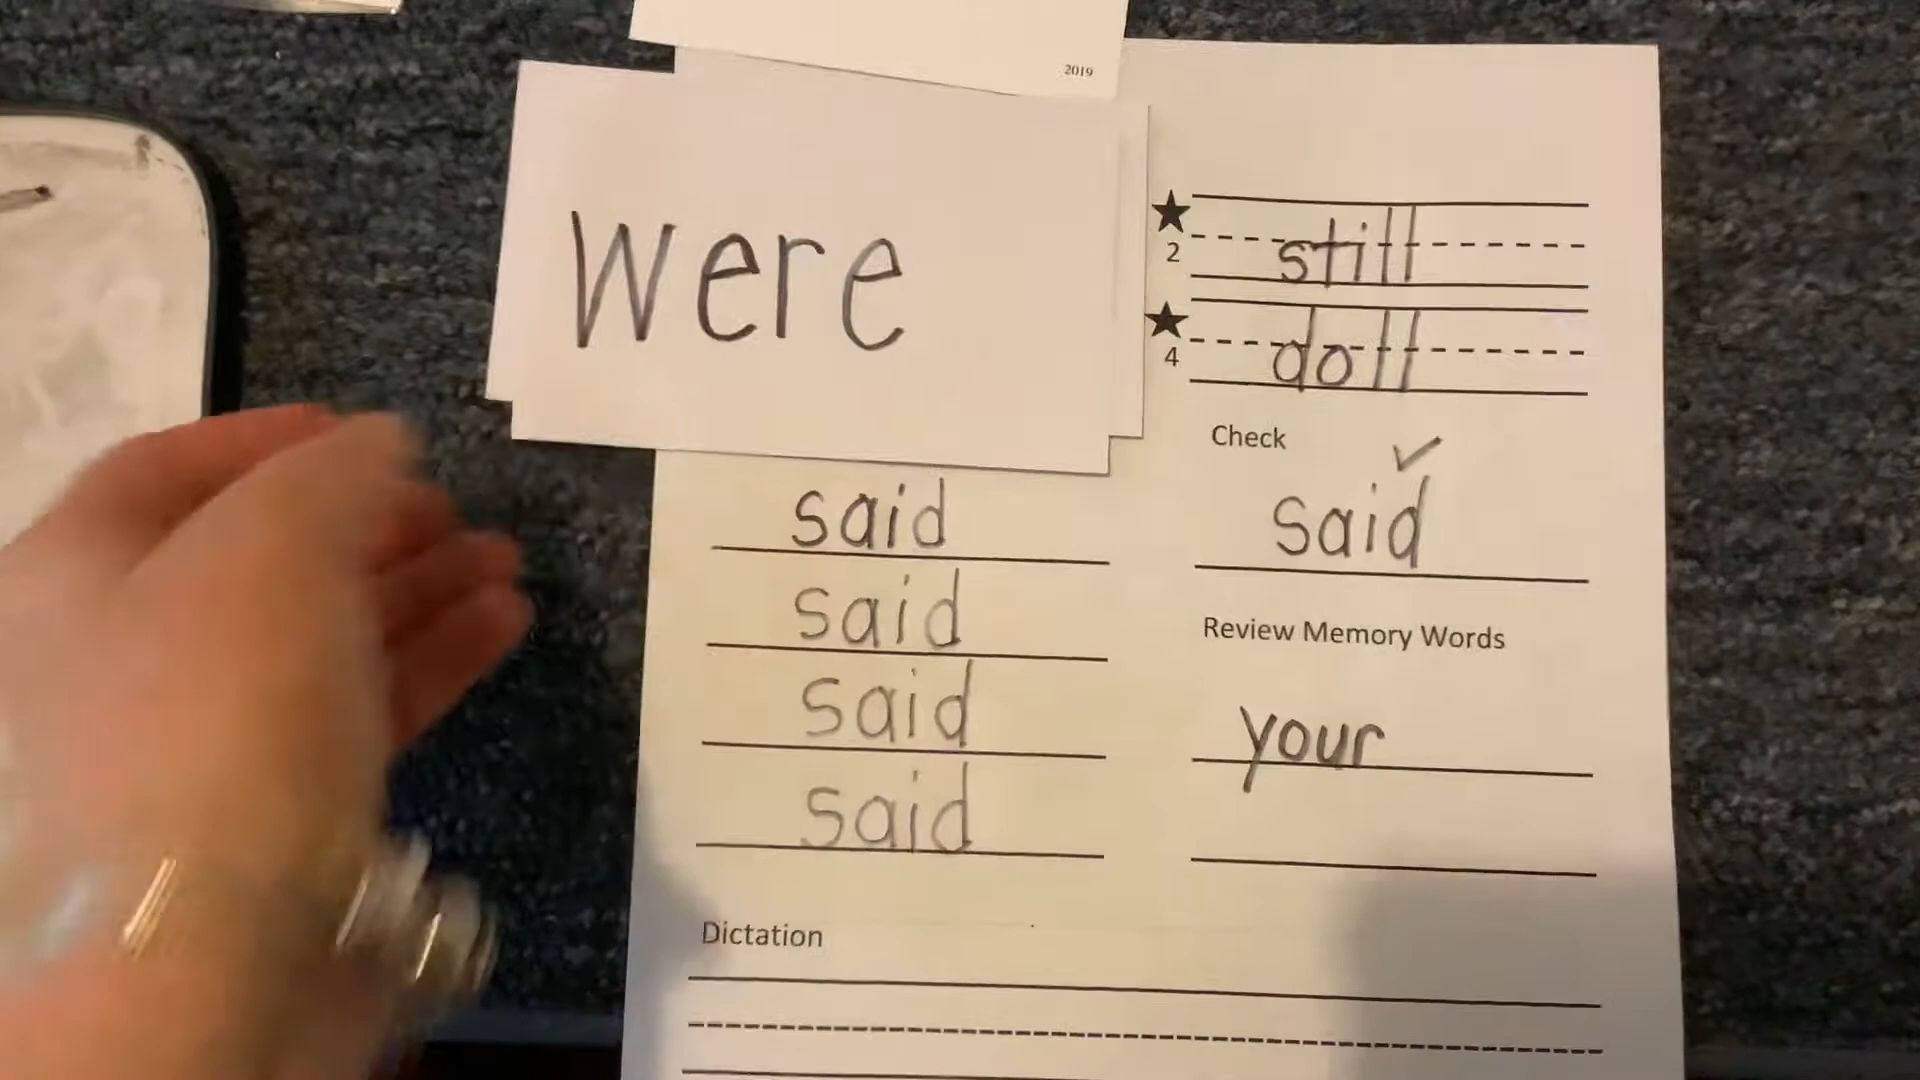 2019
were
★ still
2
★ doll
4
Check ✓
said
said
said
said
said
Review Memory Words
your
Dictation